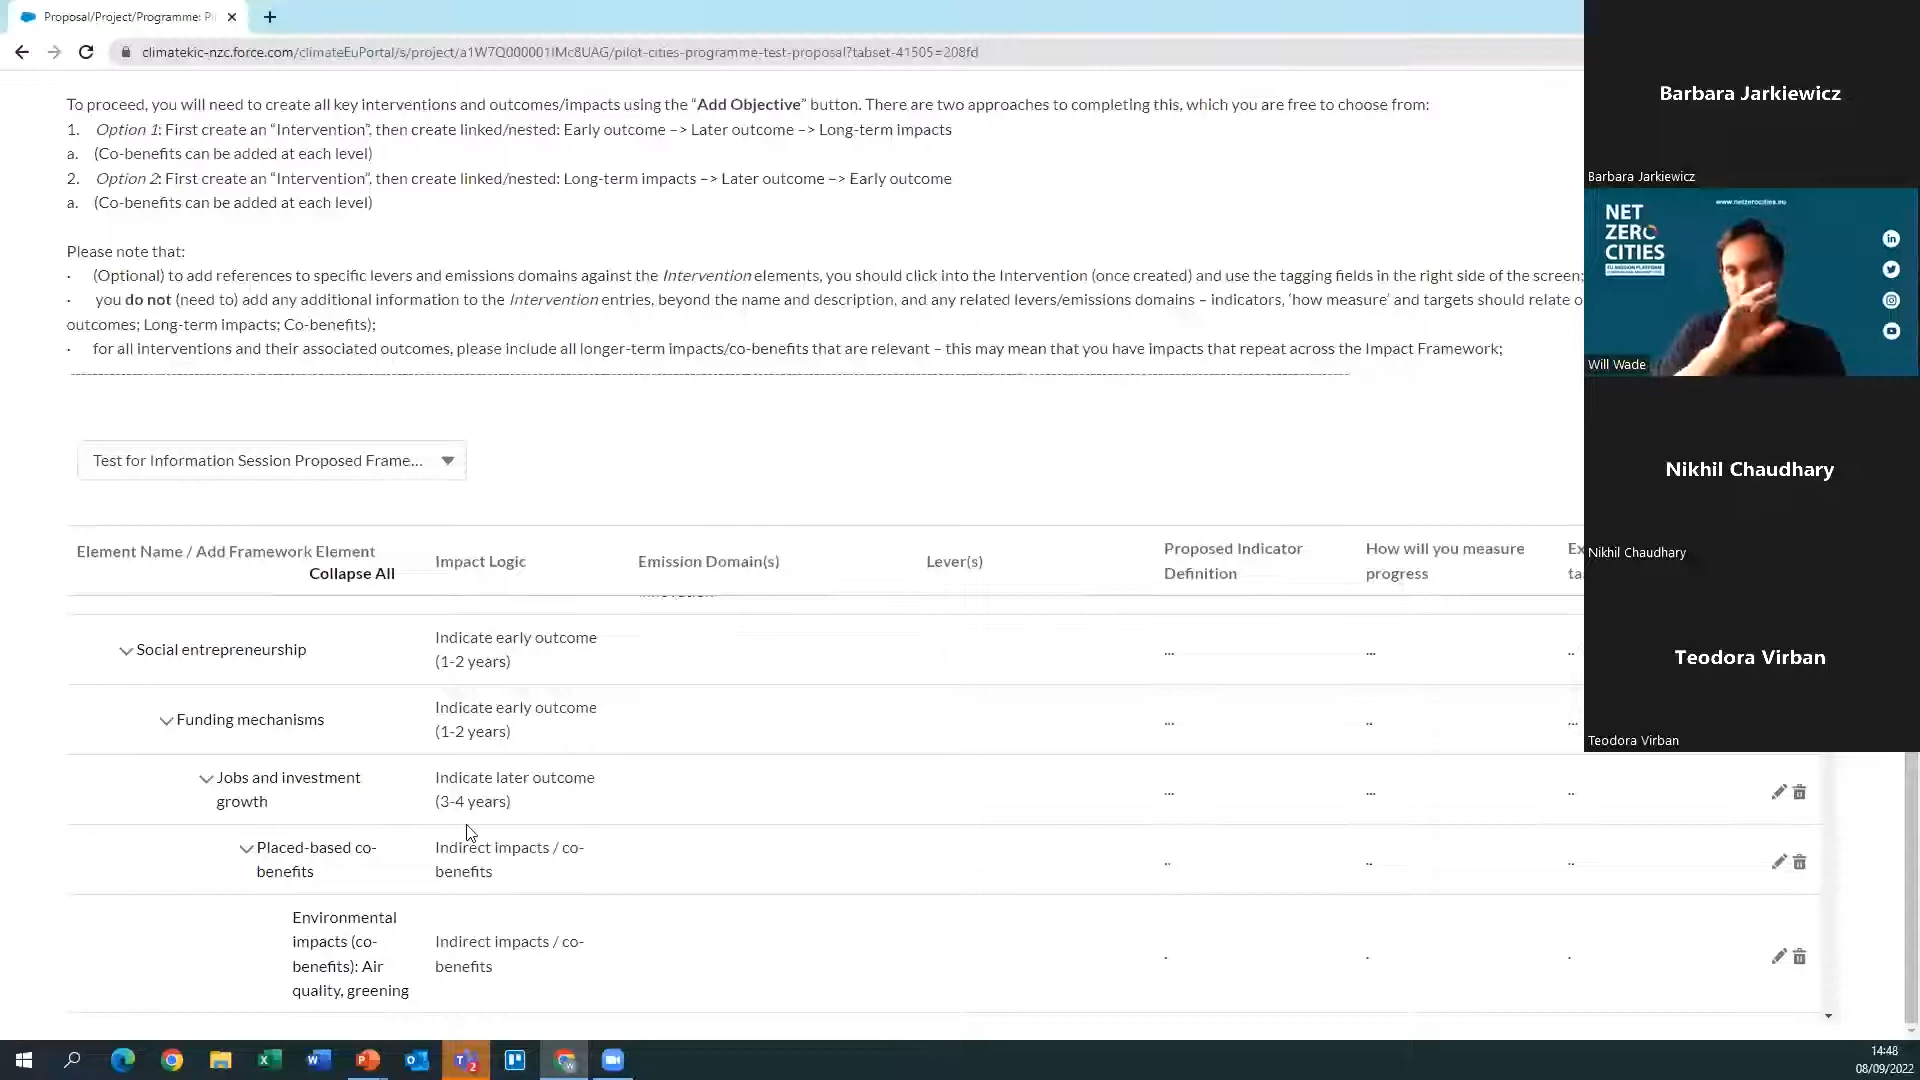 Proposal/Project/Programme: Pi
climatekic-nzc.force.com/climateEuPortal/s/project/a1W7Q000001IMc8UAG/pilot-cities-programme-test-proposal?tabset-41505=208fd
To proceed, you will need to create all key interventions and outcomes/impacts using the “Add Objective” button. There are two approaches to completing this, which you are free to choose from:
1. Option 1: First create an “Intervention”, then create linked/nested: Early outcome –> Later outcome –> Long-term impacts
a. (Co-benefits can be added at each level)
2. Option 2: First create an “Intervention”, then create linked/nested: Long-term impacts –> Later outcome –> Early outcome
a. (Co-benefits can be added at each level)
Please note that:
· (Optional) to add references to specific levers and emissions domains against the Intervention elements, you should click into the Intervention (once created) and use the tagging fields in the right side of the screen;
· you do not (need to) add any additional information to the Intervention entries, beyond the name and description, and any related levers/emissions domains – indicators, ‘how measure’ and targets should relate o
outcomes; Long-term impacts; Co-benefits);
· for all interventions and their associated outcomes, please include all longer-term impacts/co-benefits that are relevant – this may mean that you have impacts that repeat across the Impact Framework;
Test for Information Session Proposed Frame...
Element Name / Add Framework Element
Collapse All
Impact Logic
Emission Domain(s)
Lever(s)
Proposed Indicator
Definition
How will you measure
progress
Ex
ta
Social entrepreneurship
Indicate early outcome
(1-2 years)
...
...
..
Funding mechanisms
Indicate early outcome
(1-2 years)
...
..
...
Jobs and investment
growth
Indicate later outcome
(3-4 years)
...
...
..
Placed-based co-
benefits
Indirect impacts / co-
benefits
..
..
..
Environmental
impacts (co-
benefits): Air
quality, greening
Indirect impacts / co-
benefits
.
.
.
Barbara Jarkiewicz
Barbara Jarkiewicz
www.netzerocities.eu
NET
ZERO
CITIES
EU MISSION PLATFORM
Will Wade
Nikhil Chaudhary
Nikhil Chaudhary
Teodora Virban
Teodora Virban
2
14:48
08/09/2022